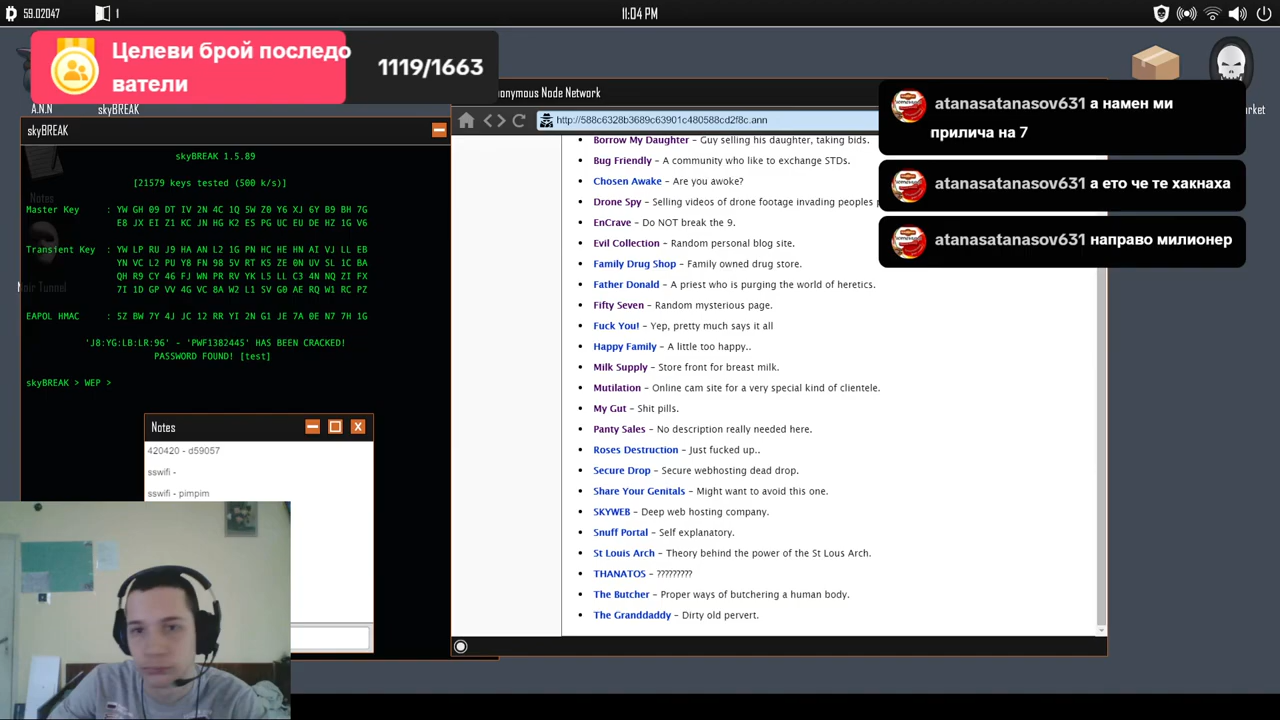 59.02047
1
11:04 PM
Целеви брой последо
ватели
1119/1663
A.N.N
skyBREAK
skyBREAK
skyBREAK 1.5.89
[21579 keys tested (500 k/s)]
Master Key : YW GH 09 DT IV 2N 4C 1Q 5W Z0 Y6 XJ 6Y B9 BH 7G
E8 JX EI Z1 KC JN HG K2 ES PG UC EU DE HZ 1G V6
Transient Key : YW LP RU J9 HA AN L2 1G PN HC HE HN AI VJ LL EB
YN VC L2 PU Y8 FN 98 5V RT K5 ZE 0N UV SL 1C BA
QH R9 CY 46 FJ WN PR RV YK L5 LL C3 4N NQ ZI FX
7I 1D GP VV 4G VC 8A W2 L1 SV G0 AE RQ W1 RC PZ
EAPOL HMAC : 5Z BW 7Y 4J JC 12 RR YI 2N G1 JE 7A 0E N7 7H 1G
'J8:YG:LB:LR:96' - 'PWF1382445' HAS BEEN CRACKED!
PASSWORD FOUND! [test]
skyBREAK > WEP >
Notes
Notes
420420 - d59057
sswifi -
sswifi - pimpim
onymous Node Network
http://588c6328b3689c63901c480588cd2f8c.ann
Borrow My Daughter - Guy selling his daughter, taking bids.
Bug Friendly - A community who like to exchange STDs.
Chosen Awake - Are you awoke?
Drone Spy - Selling videos of drone footage invading peoples p
EnCrave - Do NOT break the 9.
Evil Collection - Random personal blog site.
Family Drug Shop - Family owned drug store.
Father Donald - A priest who is purging the world of heretics.
Fifty Seven - Random mysterious page.
Fuck You! - Yep, pretty much says it all
Happy Family - A little too happy..
Milk Supply - Store front for breast milk.
Mutilation - Online cam site for a very special kind of clientele.
My Gut - Shit pills.
Panty Sales - No description really needed here.
Roses Destruction - Just fucked up..
Secure Drop - Secure webhosting dead drop.
Share Your Genitals - Might want to avoid this one.
SKYWEB - Deep web hosting company.
Snuff Portal - Self explanatory.
St Louis Arch - Theory behind the power of the St Lous Arch.
THANATOS - ?????????
The Butcher - Proper ways of butchering a human body.
The Granddaddy - Dirty old pervert.
atanasatanasov631 а намен ми
прилича на 7
atanasatanasov631 а ето че те хакнаха
atanasatanasov631 направо милионер